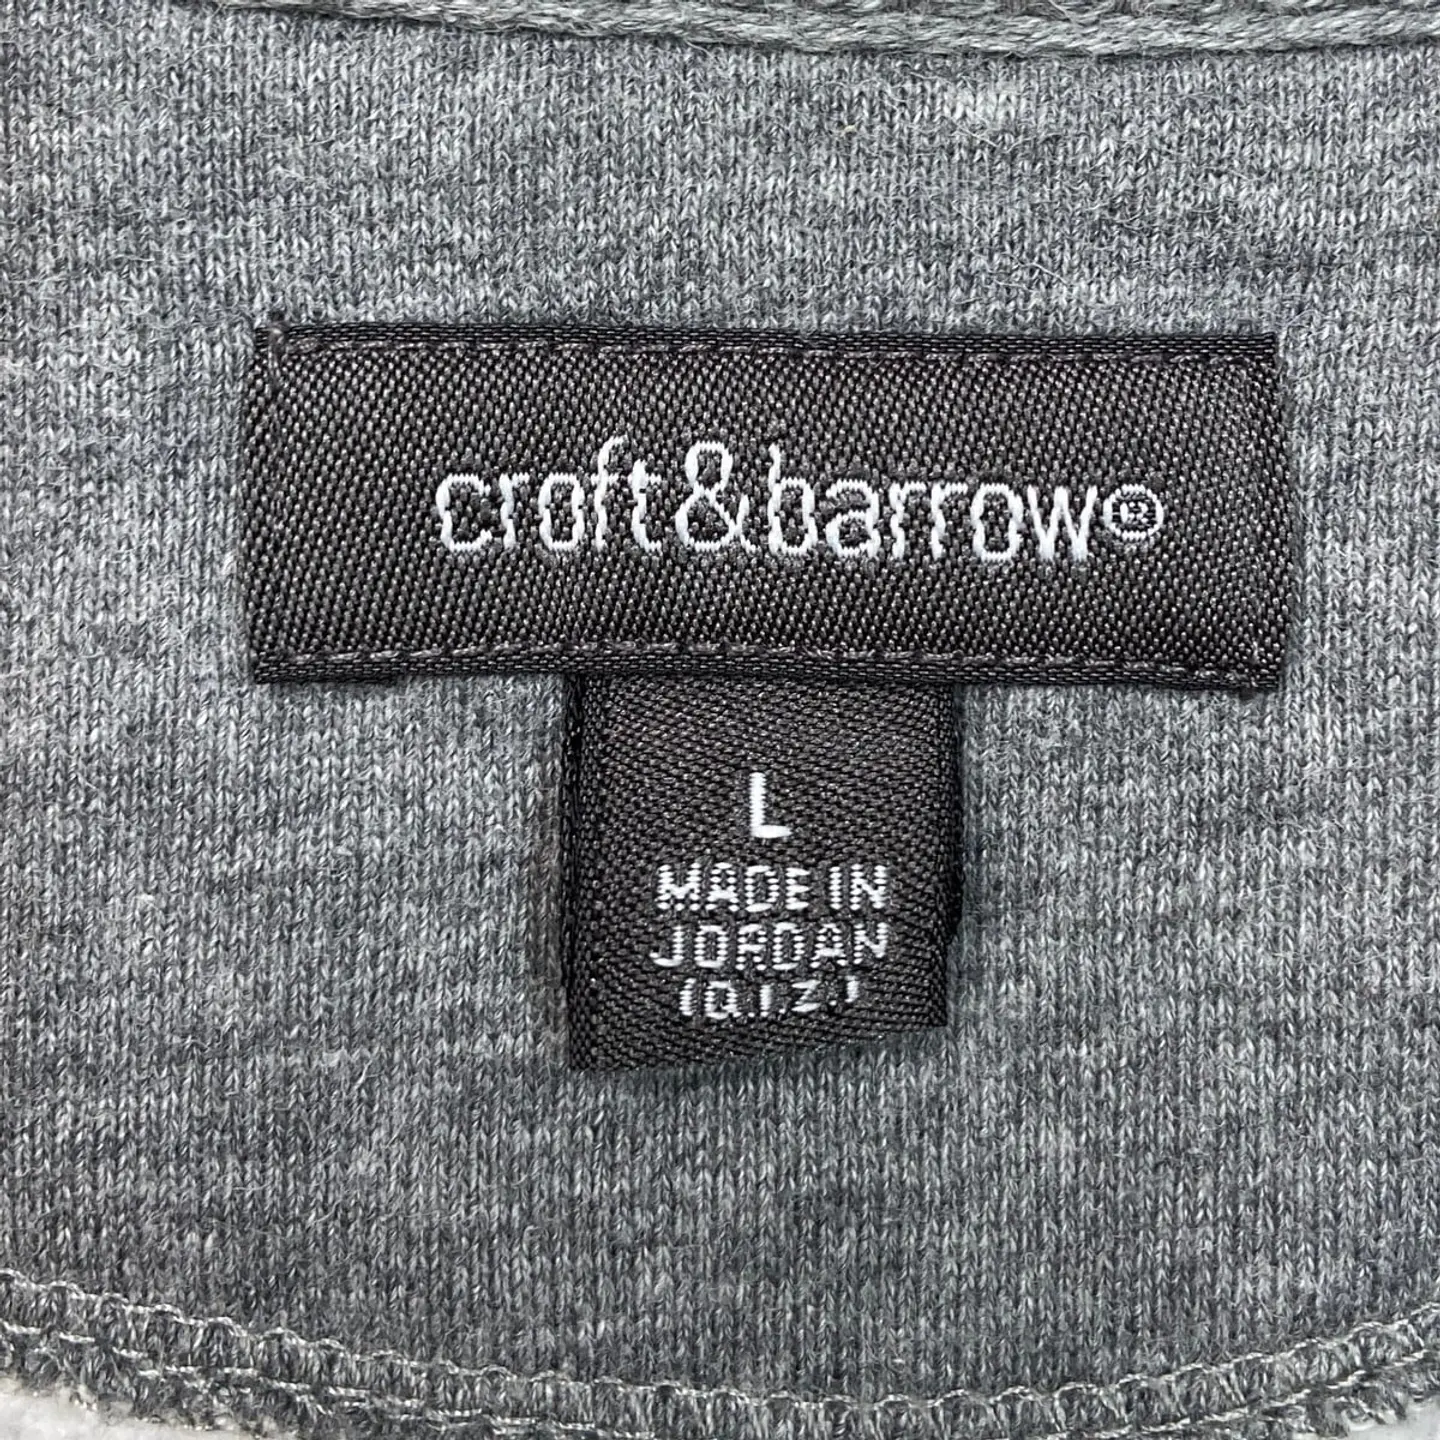 croft&barrow®
L
MADE IN
JORDAN
(Q.I.Z.)